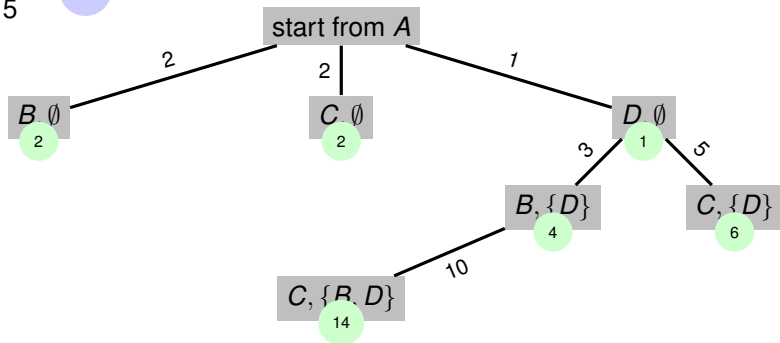 5
start from A
2
2
1
B, ∅
C, ∅
D, ∅
2
2
1
3
5
B, {D}
C, {D}
4
6
10
C, {B, D}
14